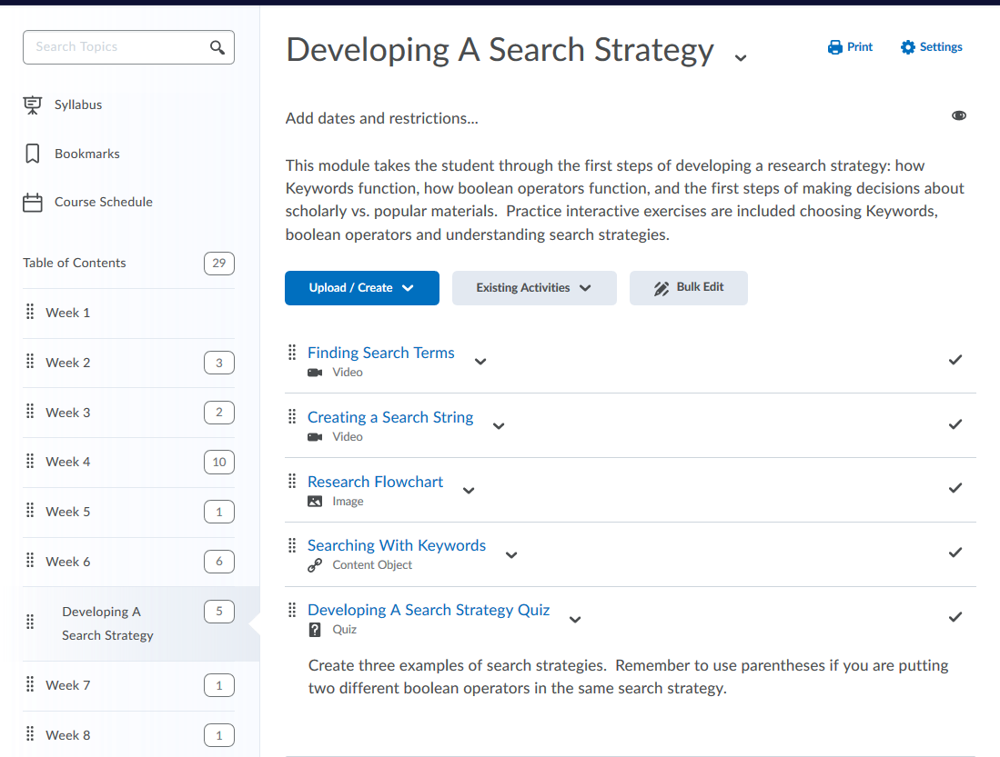 Search Topics
Syllabus
Bookmarks
Course Schedule
Table of Contents 29
Week 1
Week 2 3
Week 3 2
Week 4 10
Week 5 1
Week 6 6
Developing A 5
Search Strategy
Week 7 1
Week 8 1
Developing A Search Strategy
Print Settings
Add dates and restrictions...
This module takes the student through the first steps of developing a research strategy: how
Keywords function, how boolean operators function, and the first steps of making decisions about
scholarly vs. popular materials.  Practice interactive exercises are included choosing Keywords,
boolean operators and understanding search strategies.
Upload / Create Existing Activities Bulk Edit
Finding Search Terms
Video
Creating a Search String
Video
Research Flowchart
Image
Searching With Keywords
Content Object
Developing A Search Strategy Quiz
Quiz
Create three examples of search strategies.  Remember to use parentheses if you are putting
two different boolean operators in the same search strategy.